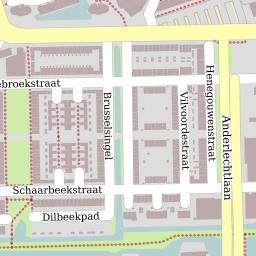 ebroekstraat
Brusselsingel
Vilvoordestraat
Henegouwenstraat
Anderlechtlaan
Schaarbeekstraat
Dilbeekpad